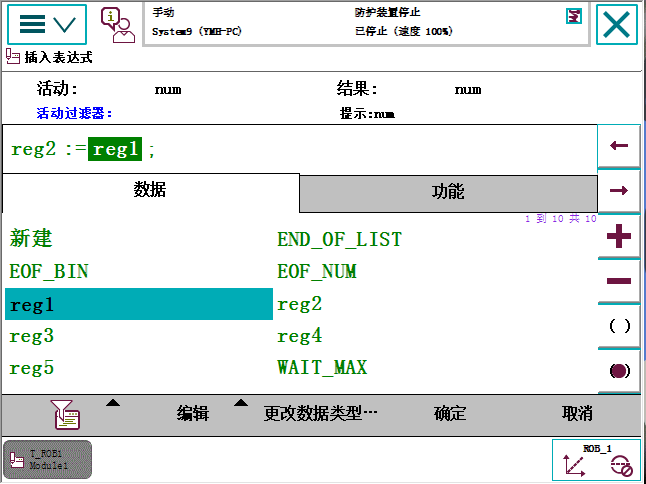 手动
防护装置停止
System9 (YMH-PC)
已停止 (速度 100%)
插入表达式
活动: num 结果: num
活动过滤器: 提示:num
reg2 := reg1 ;
数据 功能
1 到 10 共 10
新建 END_OF_LIST
EOF_BIN EOF_NUM
reg1 reg2
reg3 reg4
reg5 WAIT_MAX
编辑 更改数据类型… 确定 取消
T_ROB1
Module1
ROB_1